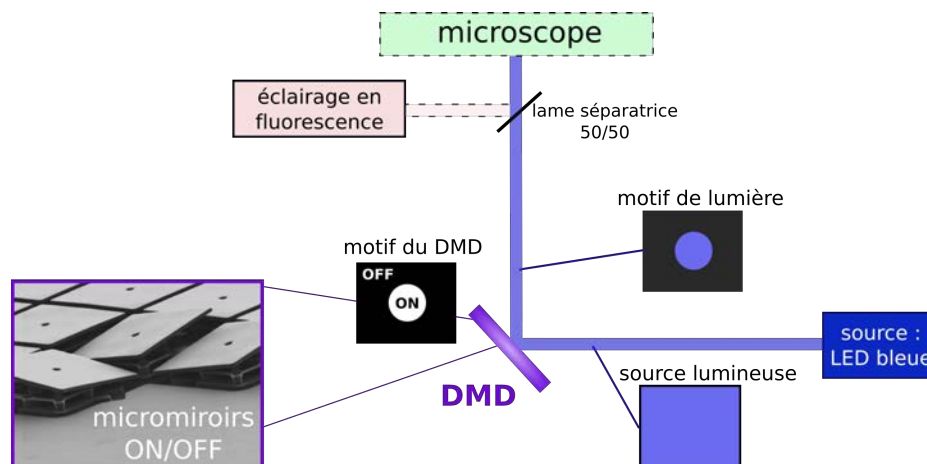 microscope
éclairage en
fluorescence
lame séparatrice
50/50
motif de lumière
motif du DMD
OFF
ON
source :
LED bleue
source lumineuse
DMD
micromiroirs
ON/OFF